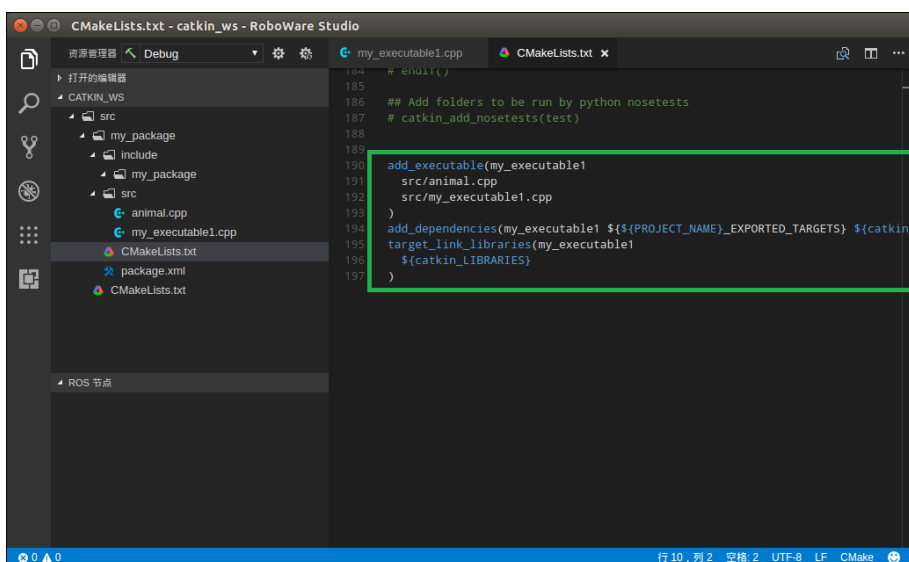 CMakeLists.txt - catkin_ws - RoboWare Studio
资源管理器 Debug
my_executable1.cpp CMakeLists.txt
打开的编辑器
CATKIN_WS
src
my_package
include
my_package
src
animal.cpp
my_executable1.cpp
CMakeLists.txt
package.xml
CMakeLists.txt
ROS 节点
184 # endif()
185
186 ## Add folders to be run by python nosetests
187 # catkin_add_nosetests(test)
188
189
190 add_executable(my_executable1
191 src/animal.cpp
192 src/my_executable1.cpp
193 )
194 add_dependencies(my_executable1 ${${PROJECT_NAME}_EXPORTED_TARGETS} ${catkin
195 target_link_libraries(my_executable1
196 ${catkin_LIBRARIES}
197 )
0 0
行 10，列 2 空格: 2 UTF-8 LF CMake